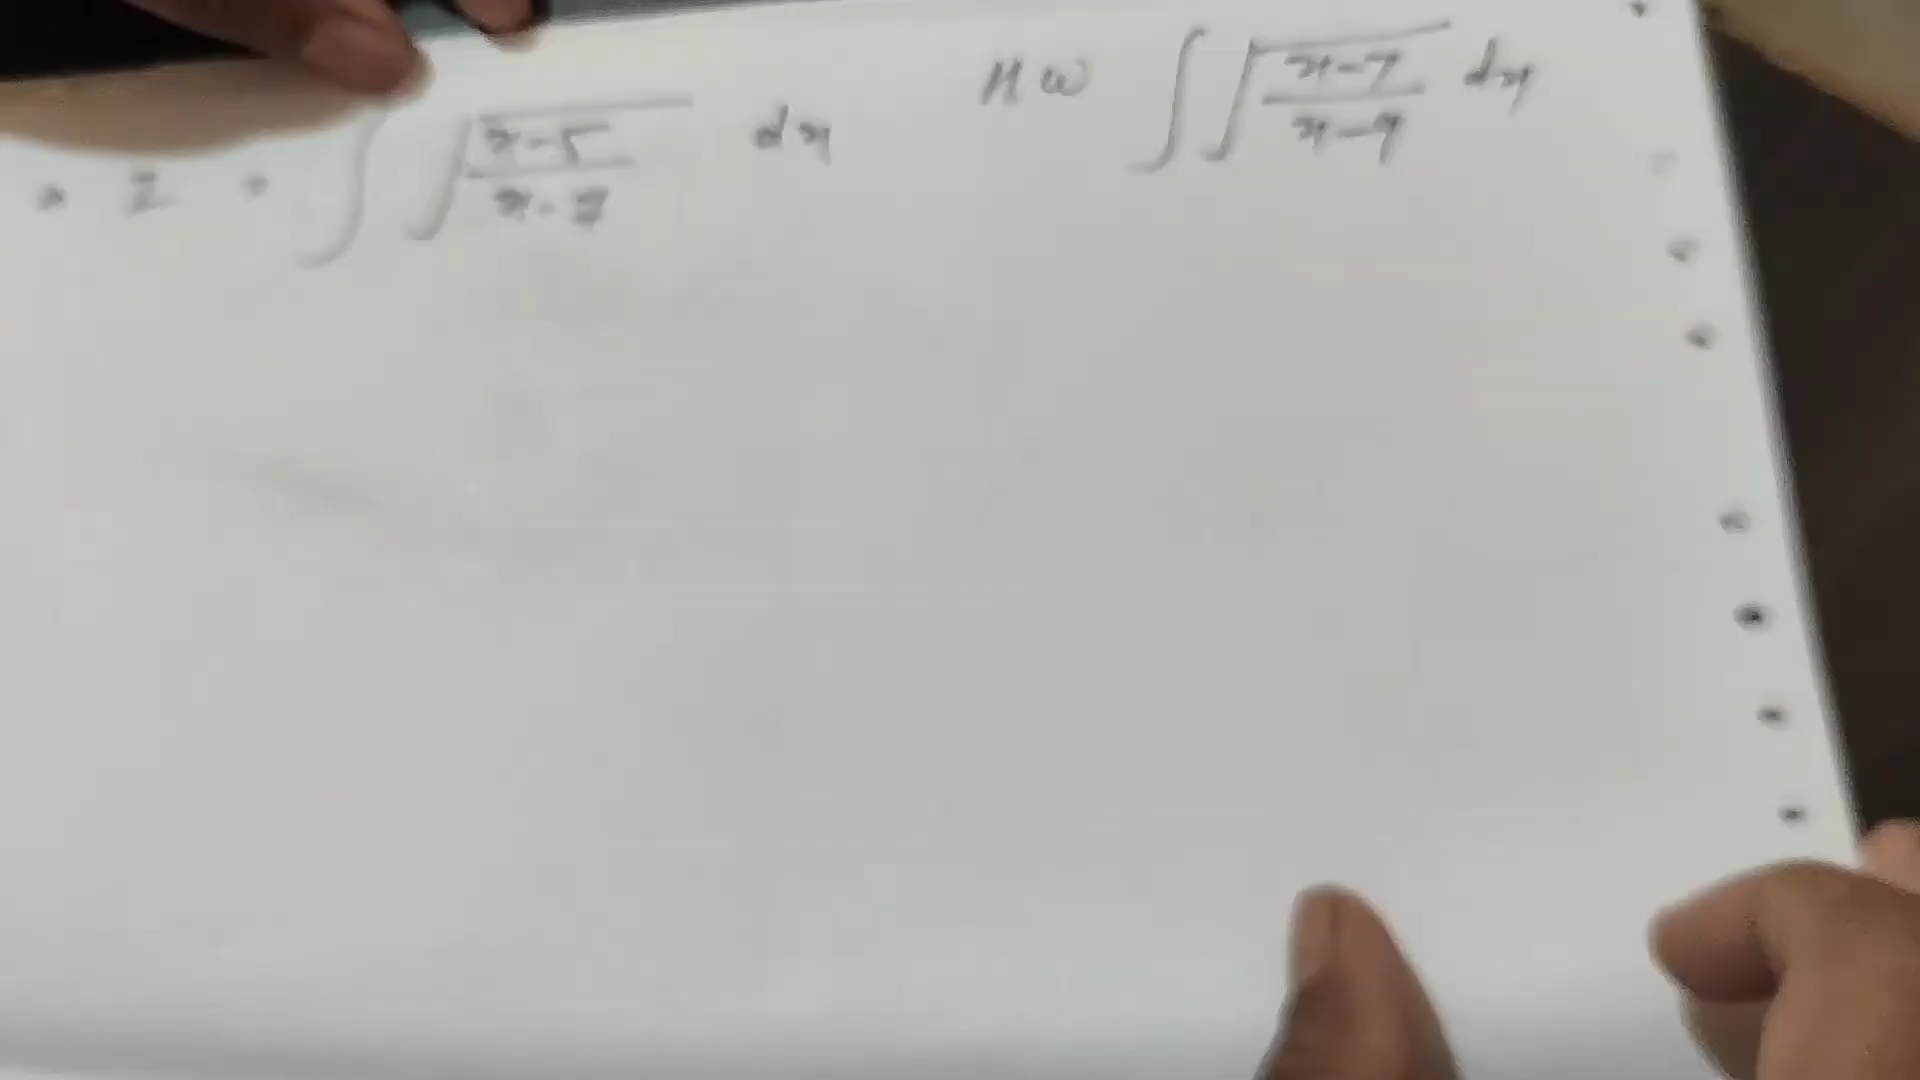 I = ∫ √(x-5)/(x-7) dx
HW ∫ √(x-7)/(x-9) dx